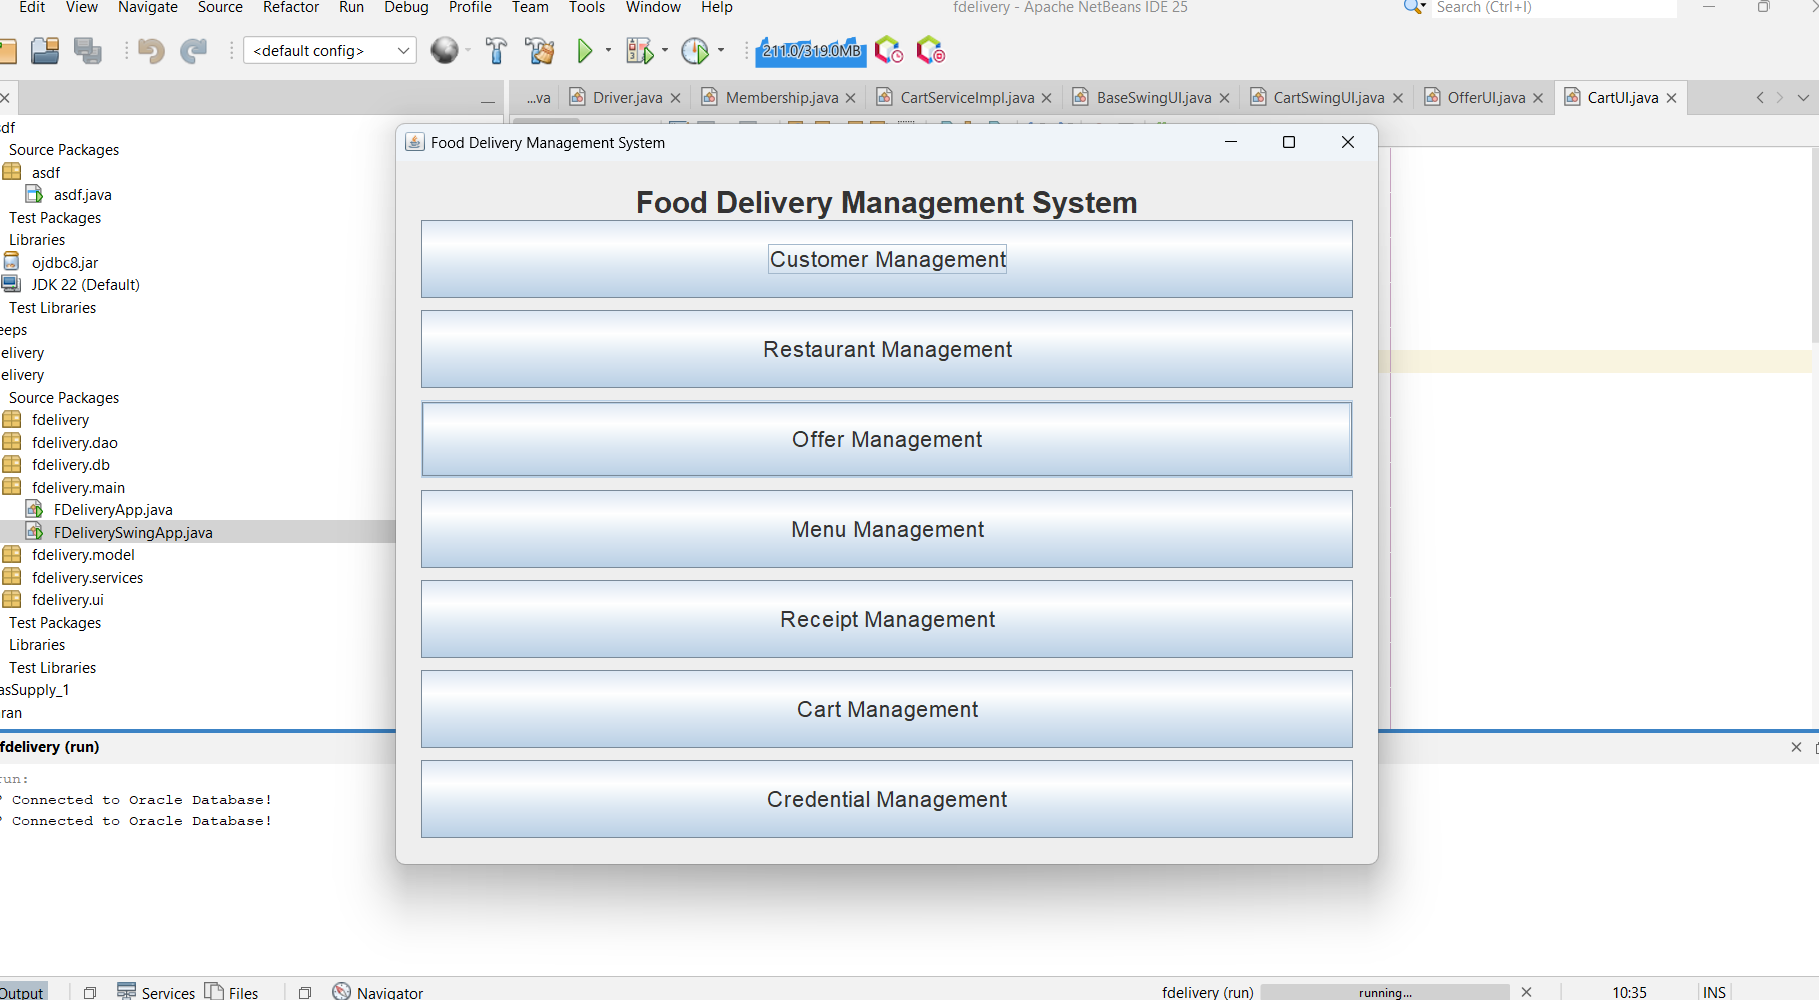 Edit View Navigate Source Refactor Run Debug Profile Team Tools Window Help fdelivery - Apache NetBeans IDE 25 Search (Ctrl+I)
<default config> 211.0/319.0MB
...va Driver.java Membership.java CartServiceImpl.java BaseSwingUI.java CartSwingUI.java OfferUI.java CartUI.java
sdf
Source Packages
asdf
asdf.java
Test Packages
Libraries
ojdbc8.jar
JDK 22 (Default)
Test Libraries
eeps
elivery
elivery
Source Packages
fdelivery
fdelivery.dao
fdelivery.db
fdelivery.main
FDeliveryApp.java
FDeliverySwingApp.java
fdelivery.model
fdelivery.services
fdelivery.ui
Test Packages
Libraries
Test Libraries
asSupply_1
ran
Food Delivery Management System
Food Delivery Management System
Customer Management
Restaurant Management
Offer Management
Menu Management
Receipt Management
Cart Management
Credential Management
fdelivery (run)
run:
? Connected to Oracle Database!
? Connected to Oracle Database!
Output Services Files Navigator fdelivery (run) running... 10:35 INS